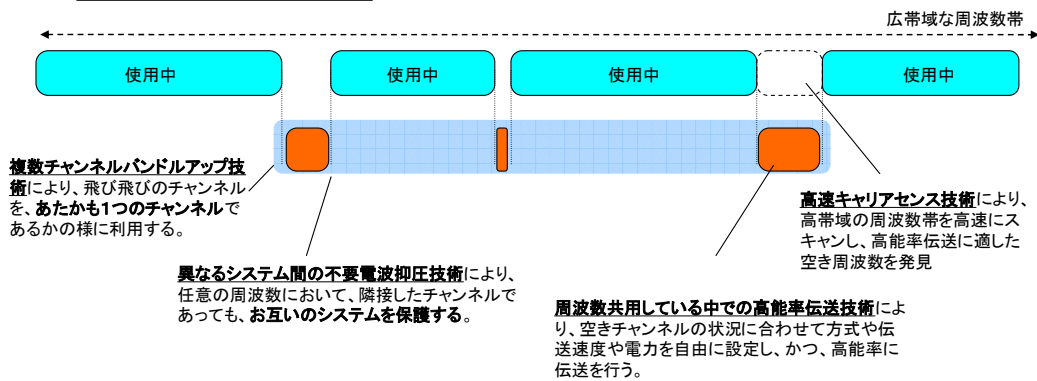 広帯域な周波数帯
使用中
使用中
使用中
使用中
複数チャンネルバンドルアップ技
術により、飛び飛びのチャンネル
を、あたかも1つのチャンネルで
あるかの様に利用する。
異なるシステム間の不要電波抑圧技術により、
任意の周波数において、隣接したチャンネルで
あっても、お互いのシステムを保護する。
高速キャリアセンス技術により、
高帯域の周波数帯を高速にス
キャンし、高能率伝送に適した
空き周波数を発見
周波数共用している中での高能率伝送技術によ
り、空きチャンネルの状況に合わせて方式や伝
送速度や電力を自由に設定し、かつ、高能率に
伝送を行う。